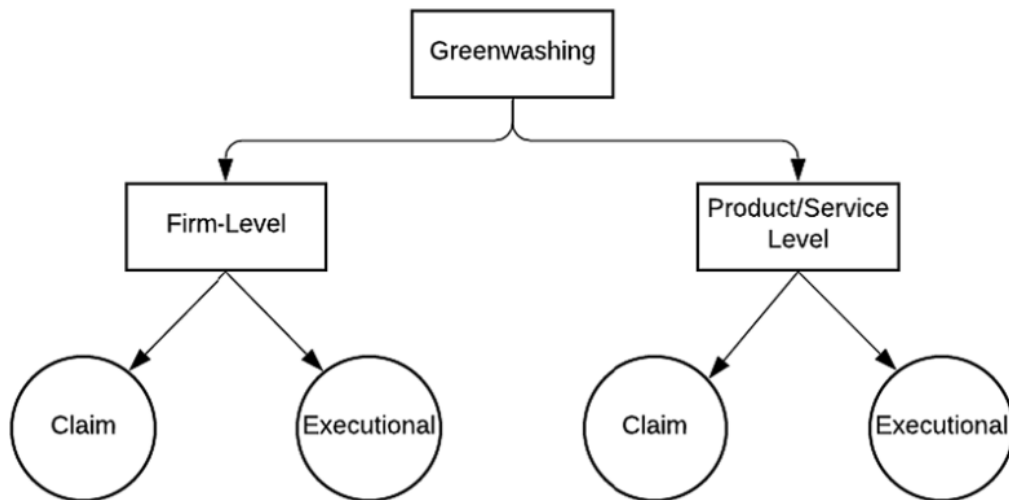 Greenwashing
Firm-Level
Product/Service
Level
Claim
Executional
Claim
Executional